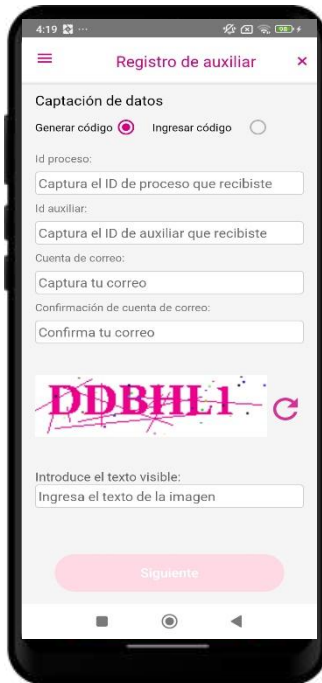 4:19
98
Registro de auxiliar
Captación de datos
Generar código Ingresar código
Id proceso:
Captura el ID de proceso que recibiste
Id auxiliar:
Captura el ID de auxiliar que recibiste
Cuenta de correo:
Captura tu correo
Confirmación de cuenta de correo:
Confirma tu correo
DDBHL1
Introduce el texto visible:
Ingresa el texto de la imagen
Siguiente